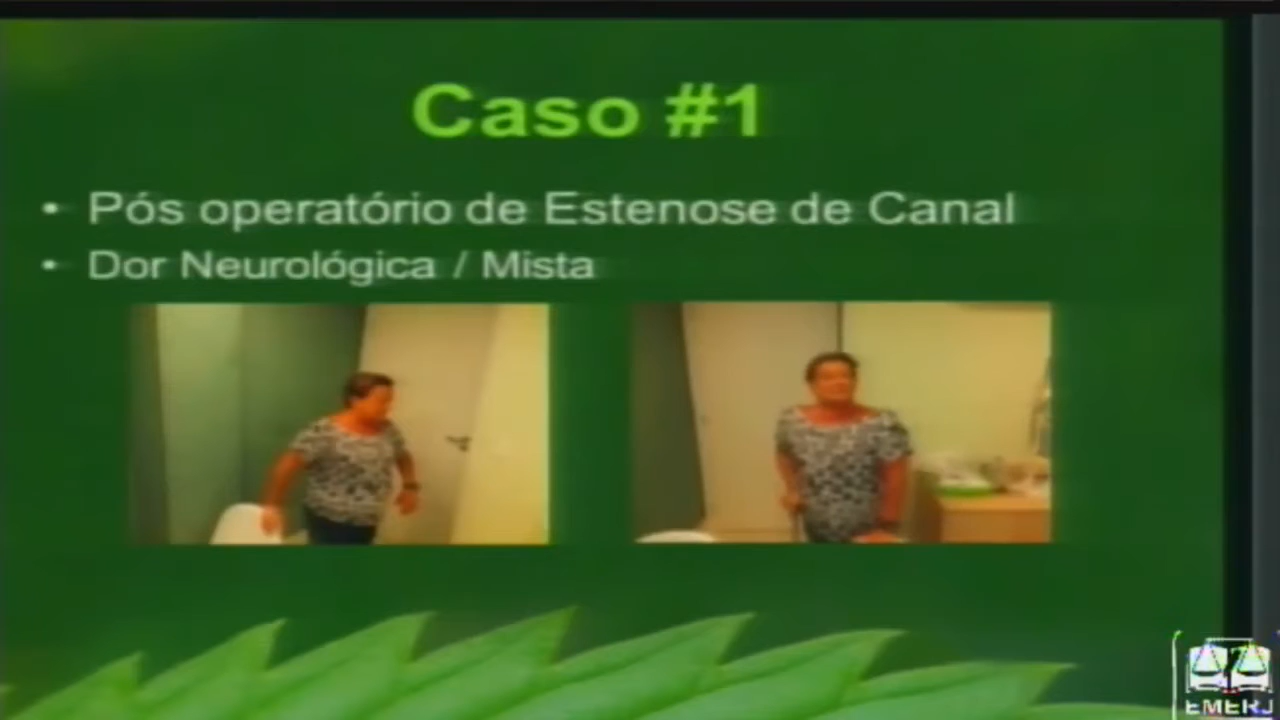 Caso #1
• Pós operatório de Estenose de Canal
• Dor Neurológica / Mista
EMERJ